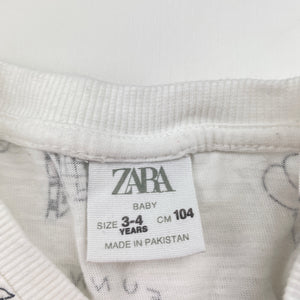 ZARA
BABY
SIZE 3-4 YEARS CM 104
MADE IN PAKISTAN